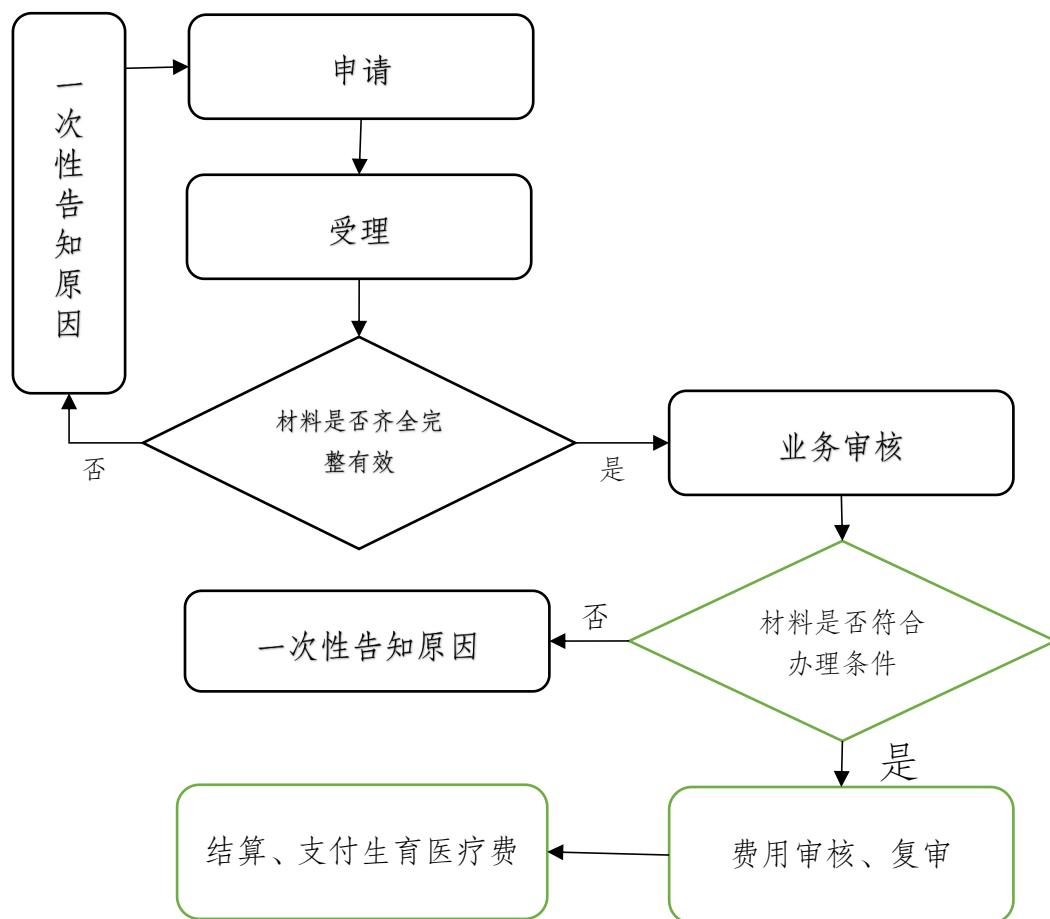 一次性告知原因
申请
受理
材料是否齐全完
整有效
否
是
业务审核
材料是否符合
办理条件
否
一次性告知原因
是
费用审核、复审
结算、支付生育医疗费